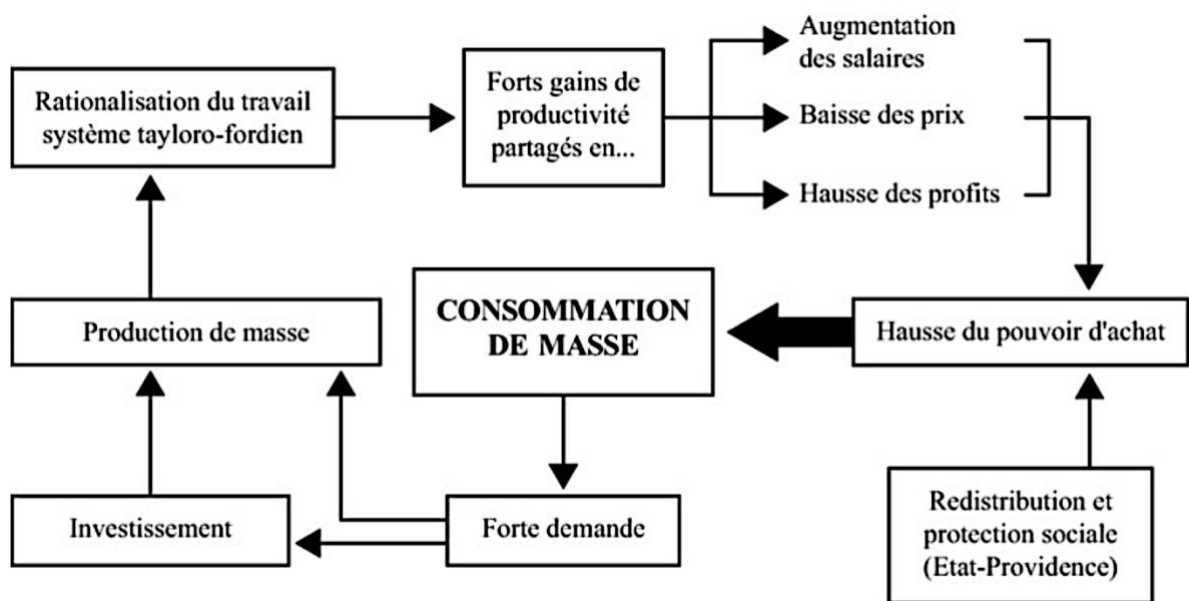 Rationalisation du travail
système tayloro-fordien
Forts gains de
productivité
partagés en...
Augmentation
des salaires
Baisse des prix
Hausse des profits
Production de masse
CONSOMMATION
DE MASSE
Hausse du pouvoir d'achat
Investissement
Forte demande
Redistribution et
protection sociale
(Etat-Providence)